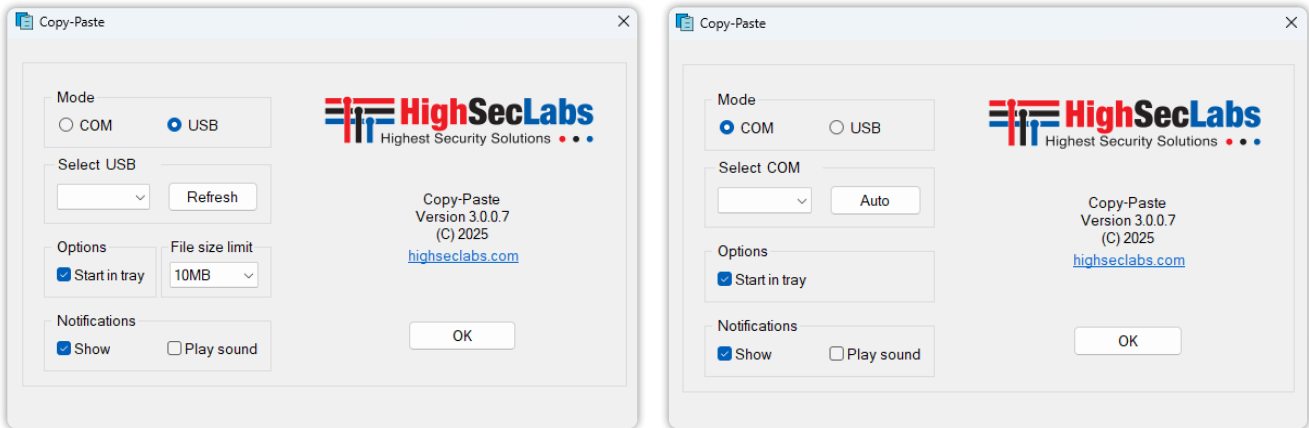 Copy-Paste
Mode
COM USB
HighSecLabs
Highest Security Solutions
Select USB
Refresh
Copy-Paste
Version 3.0.0.7
(C) 2025
highseclabs.com
Options File size limit
Start in tray 10MB
Notifications
Show Play sound
OK
Copy-Paste
Mode
COM USB
HighSecLabs
Highest Security Solutions
Select COM
Auto
Copy-Paste
Version 3.0.0.7
(C) 2025
highseclabs.com
Options
Start in tray
Notifications
Show Play sound
OK